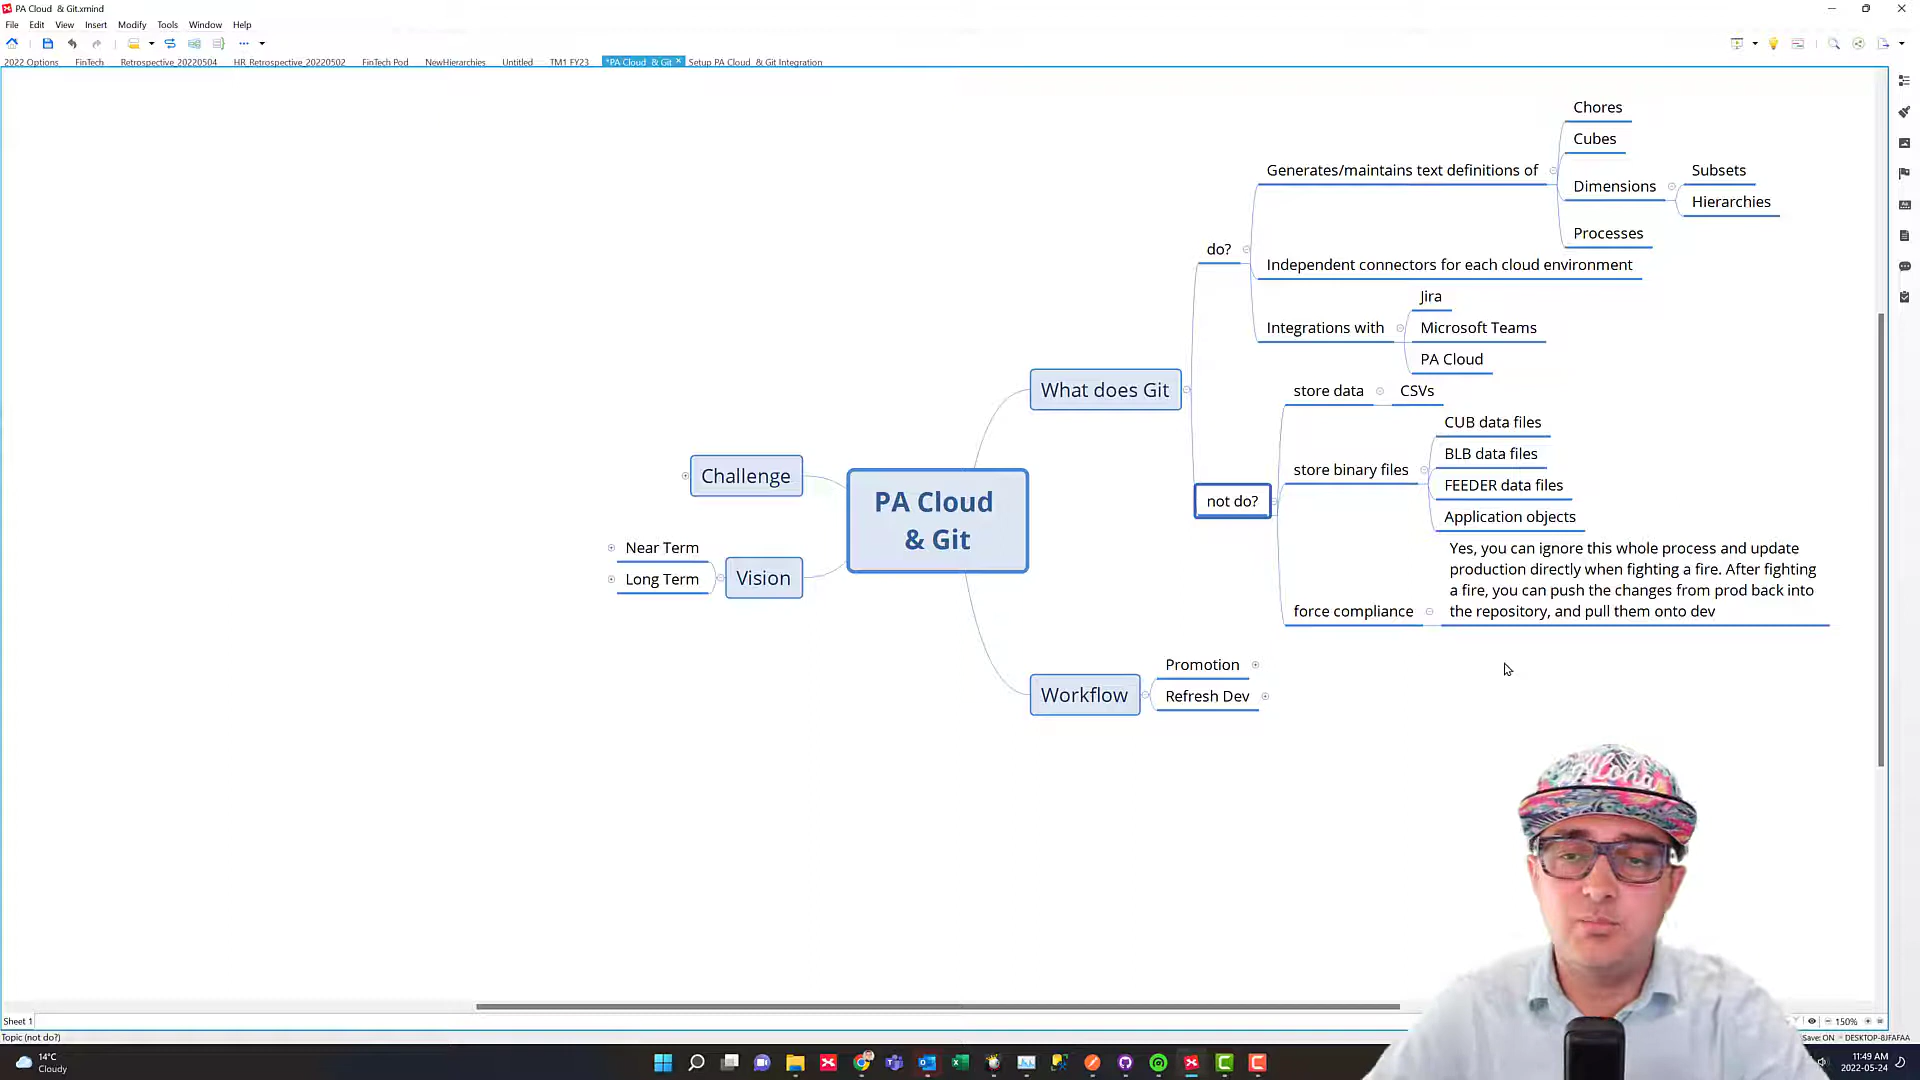 PA Cloud & Git.xmind
File Edit View Insert Modify Tools Window Help
2022 Options FinTech Retrospective_20220504 HR_Retrospective_20220502 FinTech Pod NewHierarchies Untitled TM1 FY23 *PA Cloud & Git Setup PA Cloud & Git Integration
Chores
Cubes
Generates/maintains text definitions of
Dimensions
Subsets
Hierarchies
Processes
do?
Independent connectors for each cloud environment
Jira
Integrations with
Microsoft Teams
PA Cloud
What does Git
store data
CSVs
CUB data files
BLB data files
store binary files
FEEDER data files
not do?
Application objects
Yes, you can ignore this whole process and update
production directly when fighting a fire. After fighting
a fire, you can push the changes from prod back into
the repository, and pull them onto dev
force compliance
Challenge
PA Cloud
& Git
Near Term
Long Term
Vision
Workflow
Promotion
Refresh Dev
Aloha
Sheet 1
150%
Topic (not do?)
Save: ON
DESKTOP-8JFAFAA
14°C
Cloudy
11:49 AM
2022-05-24